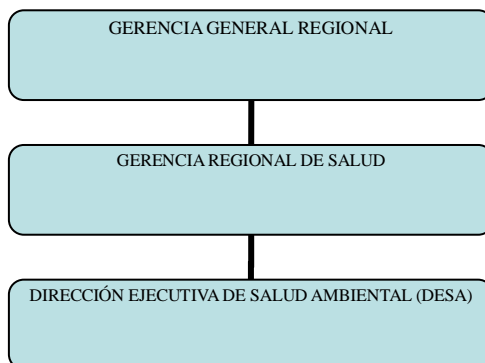 GERENCIA GENERAL REGIONAL
GERENCIA REGIONAL DE SALUD
DIRECCIÓN EJECUTIVA DE SALUD AMBIENTAL (DESA)